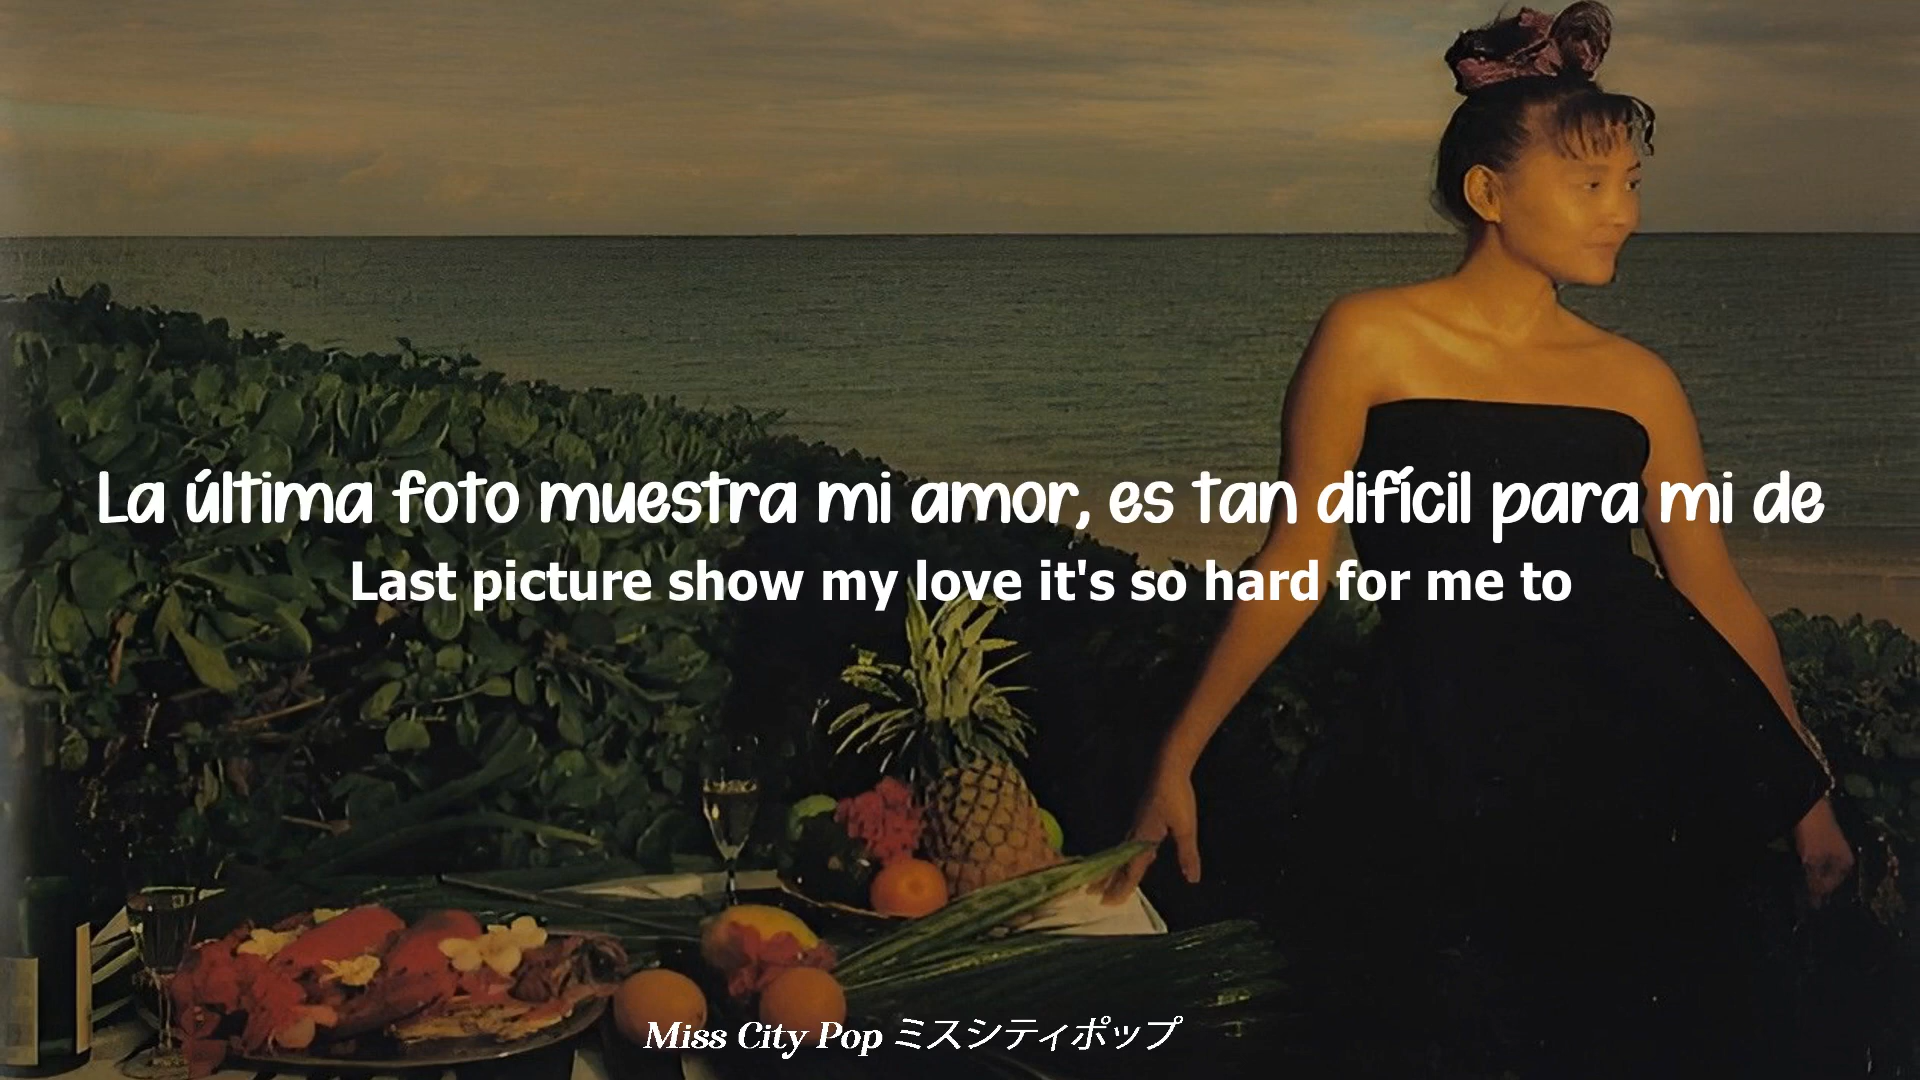 La última foto muestra mi amor, es tan difícil para mi de
Last picture show my love it's so hard for me to
Miss City Pop ミスシティポップ